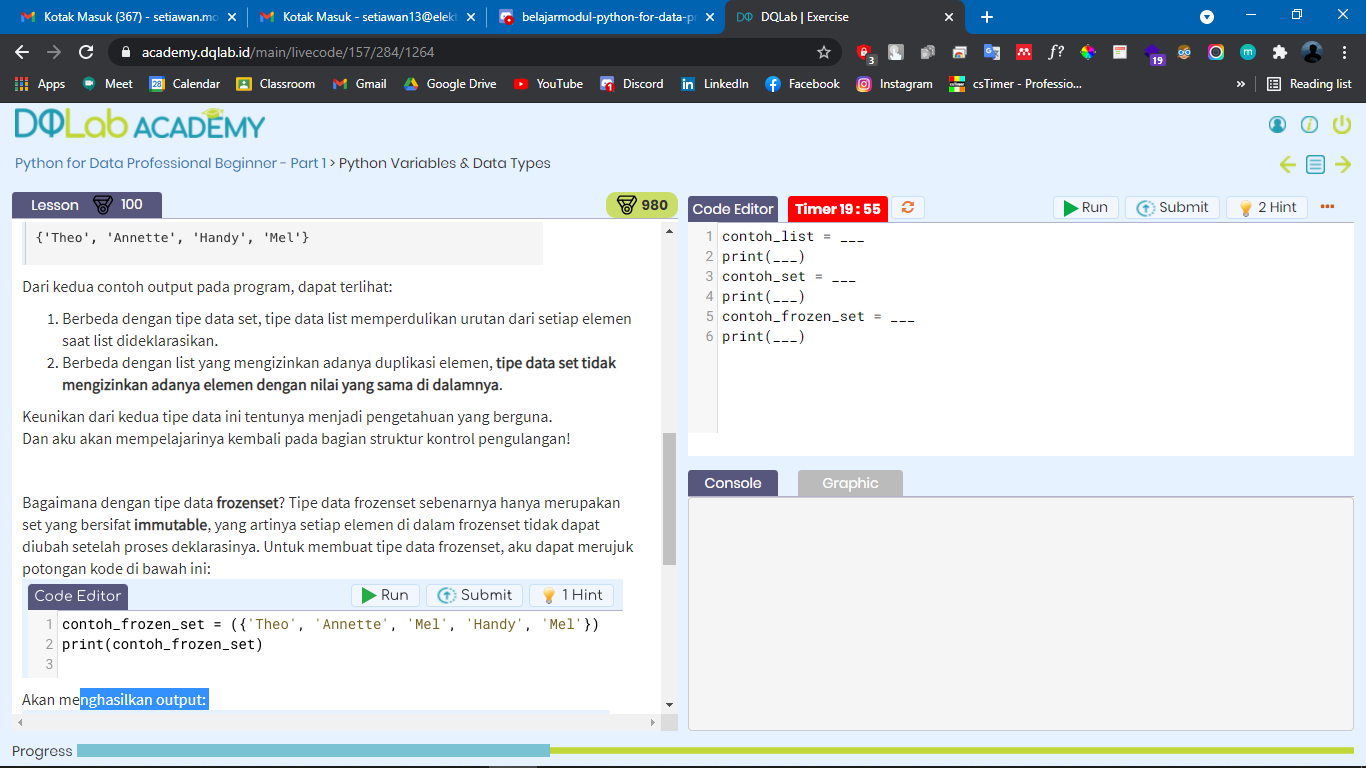 Kotak Masuk (367) - setiawan.mo
Kotak Masuk - setiawan13@elekt
belajarmodul-python-for-data-pr
DQLab | Exercise
academy.dqlab.id/main/livecode/157/284/1264
3
f?
19
Apps
Meet
28
Calendar
Classroom
Gmail
Google Drive
YouTube
Discord
LinkedIn
Facebook
Instagram
csTimer - Professio...
»
Reading list
DQLab ACADEMY
Python for Data Professional Beginner - Part 1 > Python Variables & Data Types
Lesson 100
980
{'Theo', 'Annette', 'Handy', 'Mel'}
Dari kedua contoh output pada program, dapat terlihat:
1. Berbeda dengan tipe data set, tipe data list memperdulikan urutan dari setiap elemen
saat list dideklarasikan.
2. Berbeda dengan list yang mengizinkan adanya duplikasi elemen, tipe data set tidak
mengizinkan adanya elemen dengan nilai yang sama di dalamnya.
Keunikan dari kedua tipe data ini tentunya menjadi pengetahuan yang berguna.
Dan aku akan mempelajarinya kembali pada bagian struktur kontrol pengulangan!
Bagaimana dengan tipe data frozenset? Tipe data frozenset sebenarnya hanya merupakan
set yang bersifat immutable, yang artinya setiap elemen di dalam frozenset tidak dapat
diubah setelah proses deklarasinya. Untuk membuat tipe data frozenset, aku dapat merujuk
potongan kode di bawah ini:
Code Editor
Run
Submit
1 Hint
1 contoh_frozen_set = ({'Theo', 'Annette', 'Mel', 'Handy', 'Mel'})
2 print(contoh_frozen_set)
3
Akan menghasilkan output:
Code Editor
Timer 19 : 55
Run
Submit
2 Hint
1 contoh_list = ___
2 print(___)
3 contoh_set = ___
4 print(___)
5 contoh_frozen_set = ___
6 print(___)
Console
Graphic
Progress